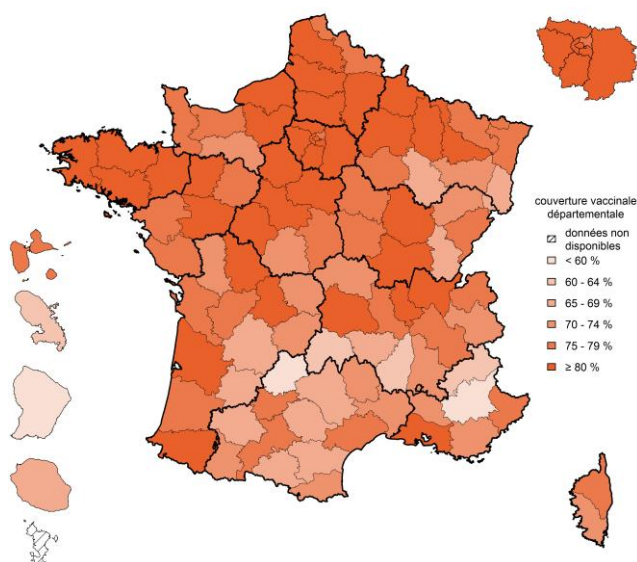 couverture vaccinale
départementale
données non
disponibles
< 60 %
60 - 64 %
65 - 69 %
70 - 74 %
75 - 79 %
≥ 80 %